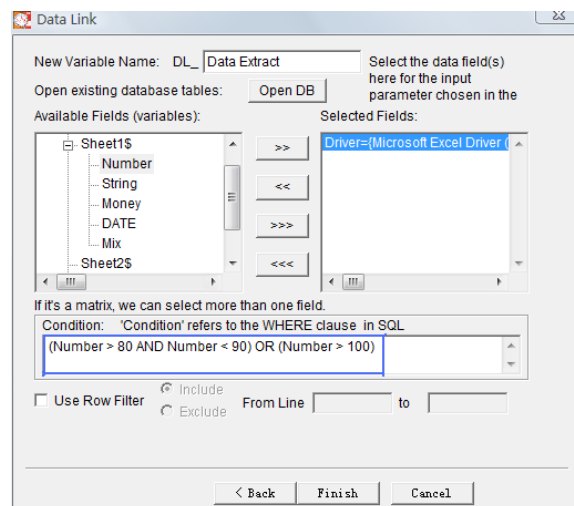 Data Link
New Variable Name: DL_ Data Extract
Select the data field(s)
here for the input
parameter chosen in the
Open existing database tables: Open DB
Available Fields (variables):
Selected Fields:
Sheet1$
Number
String
Money
DATE
Mix
Sheet2$
>>
<<
>>>
<<<
Driver={Microsoft Excel Driver (
If it's a matrix, we can select more than one field.
Condition: 'Condition' refers to the WHERE clause in SQL
(Number > 80 AND Number < 90) OR (Number > 100)
Use Row Filter
Include
Exclude
From Line
to
< Back
Finish
Cancel